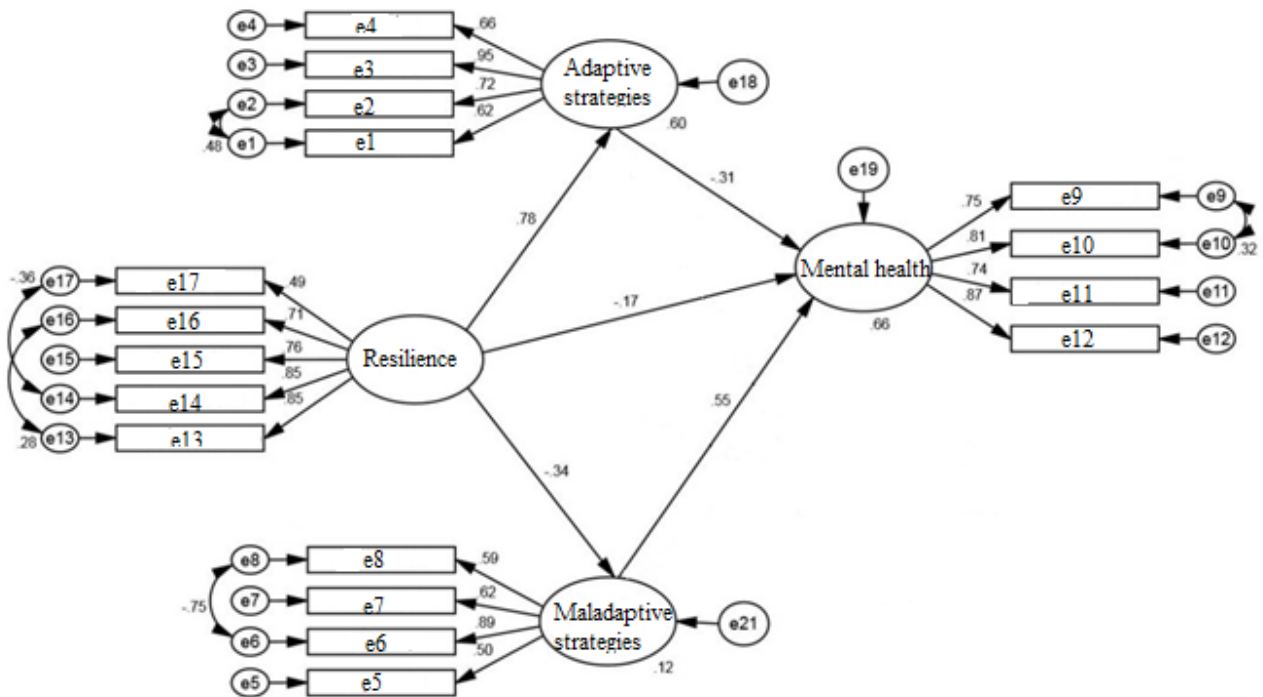 e4
e4
.66
e3
e3
.95
e2
e2
.72
e1
e1
.62
.48
Adaptive
strategies
e18
.60
e19
-.31
.78
Mental health
.66
.75
e9
e9
.81
e10
e10
.32
.74
e11
e11
.87
e12
e12
-.17
-.36
e17
e17
.49
e16
e16
.71
e15
e15
.76
e14
e14
.85
e13
e13
.85
.28
Resilience
.55
-.34
e8
e8
.59
e7
e7
.62
-.75
e6
e6
.89
e5
e5
.50
Maladaptive
strategies
e21
.12